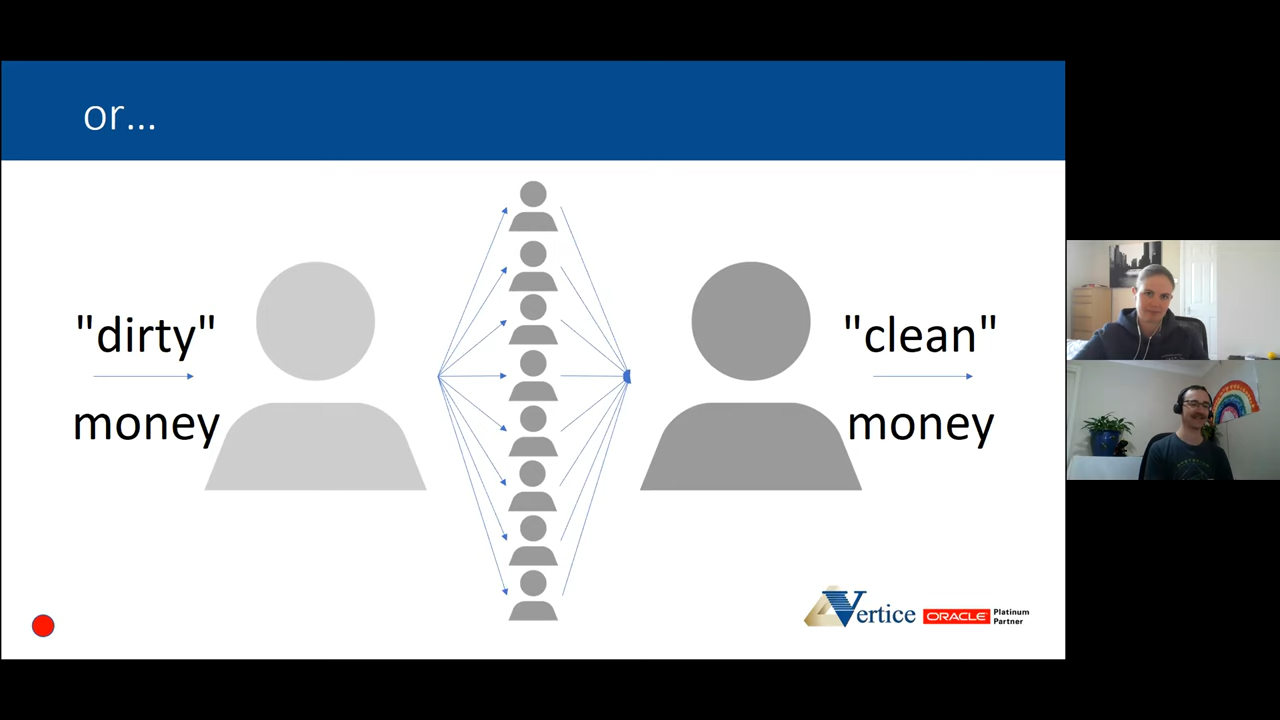 or...
"dirty"
money
"clean"
money
Vertice
ORACLE
Platinum
Partner